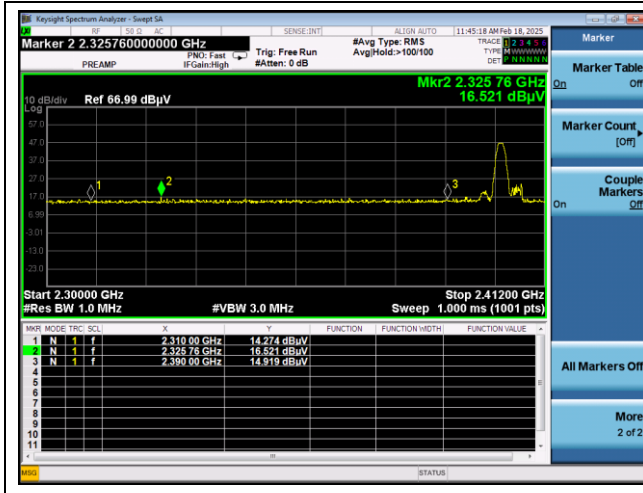 Keysight Spectrum Analyzer - Swept SA
RF 50 Ω AC SENSE:INT ALIGN AUTO 11:45:18 AM Feb 18, 2025
Marker 2 2.325760000000 GHz
PREAMP
PNO: Fast
IFGain:High
Trig: Free Run
#Atten: 0 dB
#Avg Type: RMS
Avg|Hold:>100/100
TRACE 1 2 3 4 5 6
TYPE M W W W W W
DET P N N N N N
Mkr2 2.325 76 GHz
16.521 dBµV
10 dB/div Ref 66.99 dBµV
Log
57.0
47.0
37.0
27.0
17.0
6.99
-3.01
-13.0
-23.0
1
2
3
Start 2.30000 GHz Stop 2.41200 GHz
#Res BW 1.0 MHz #VBW 3.0 MHz Sweep 1.000 ms (1001 pts)
MKR MODE TRC SCL X Y FUNCTION FUNCTION WIDTH FUNCTION VALUE
1 N 1 f 2.310 00 GHz 14.274 dBµV
2 N 1 f 2.325 76 GHz 16.521 dBµV
3 N 1 f 2.390 00 GHz 14.919 dBµV
4
5
6
7
8
9
10
11
MSG STATUS
Marker
Marker Table
On Off
Marker Count
[Off]
Couple
Markers
On Off
All Markers Off
More
2 of 2